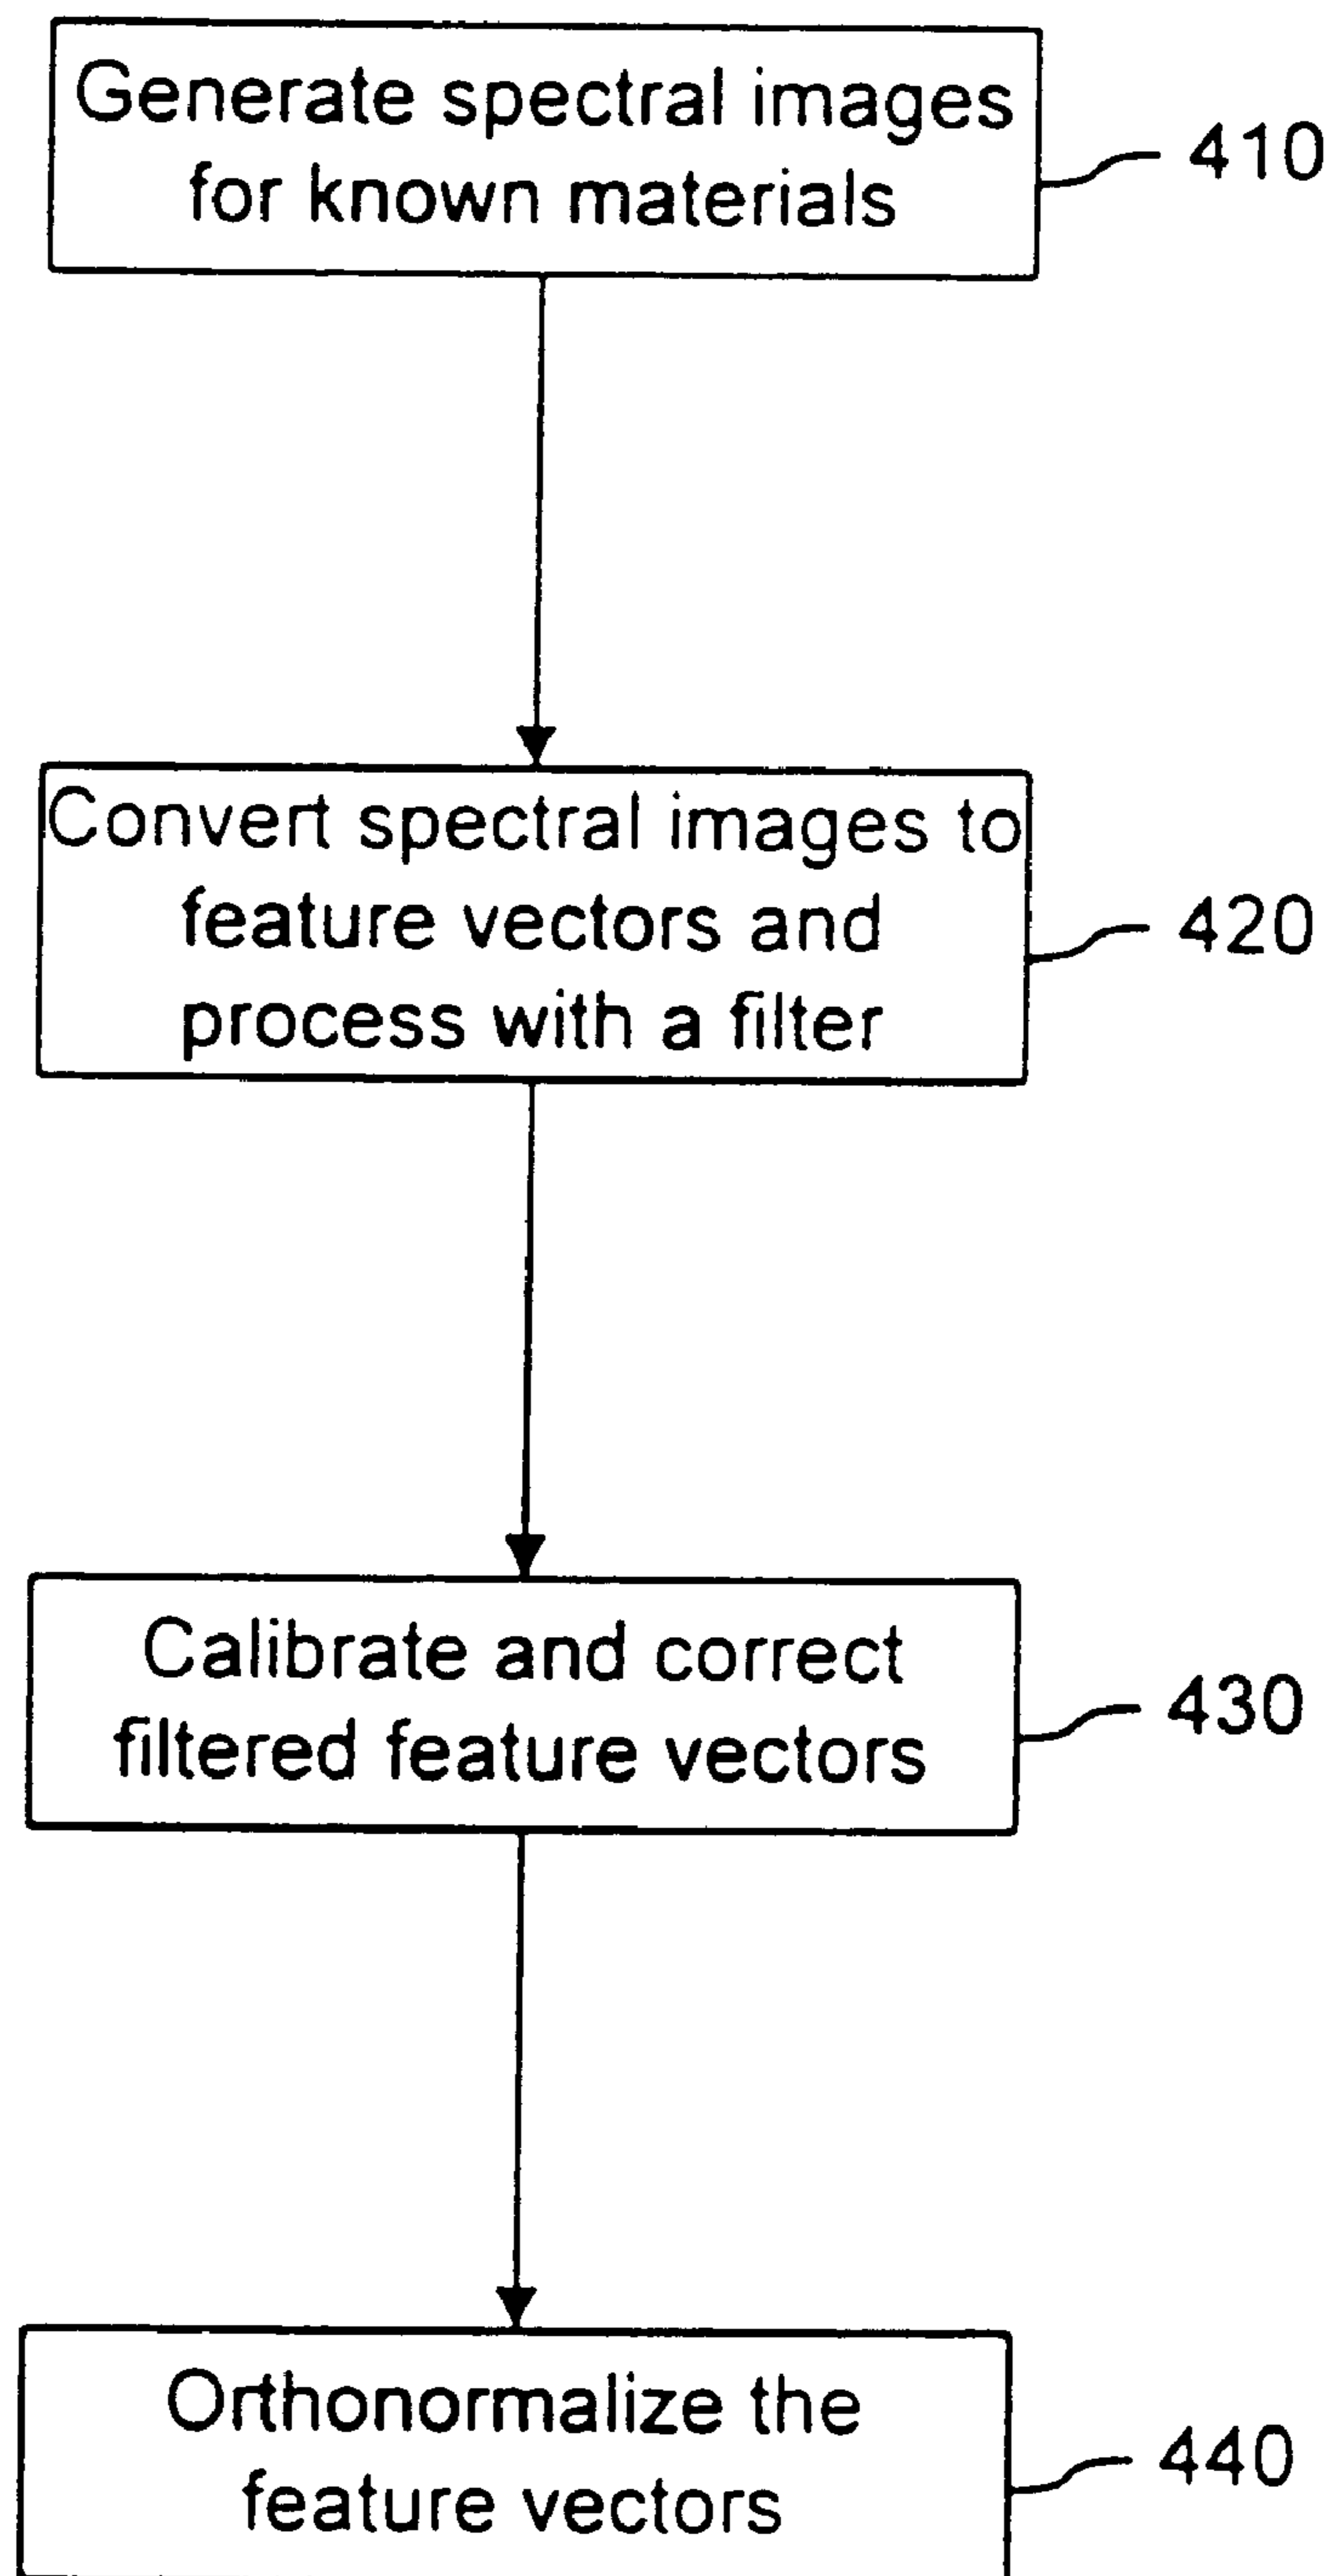 Generate spectral images
for known materials
410
Convert spectral images to
feature vectors and
process with a filter
420
Calibrate and correct
filtered feature vectors
430
Orthonormalize the
feature vectors
440